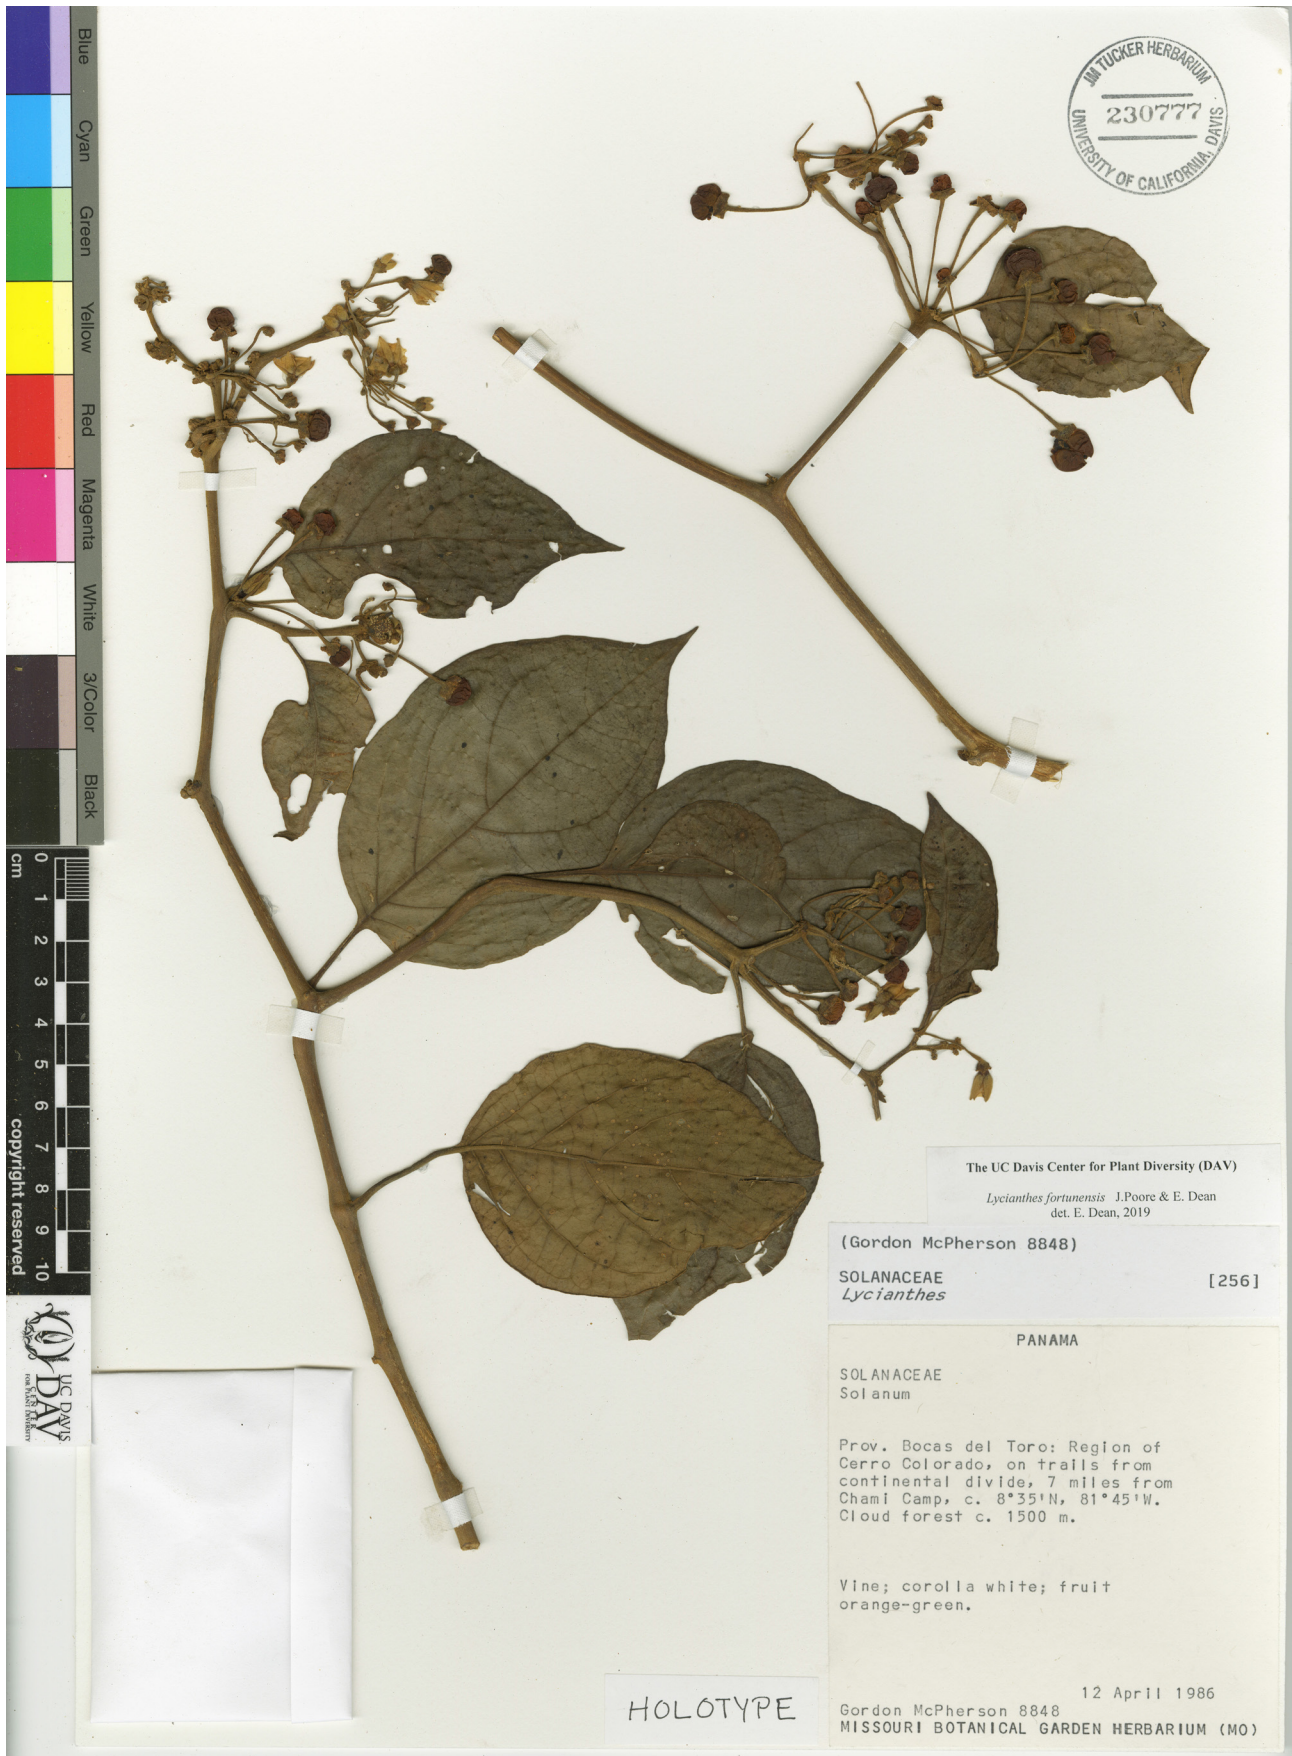 Blue
Cyan
Green
Yellow
Red
Magenta
White
3/Color
Black
0 1 2 3 4 5 6 7 8 9 10
cm
copyright reserved
UC DAVIS
DAV
CENTER
FOR PLANT DIVERSITY
JM TUCKER HERBARIUM
230777
UNIVERSITY OF CALIFORNIA, DAVIS
The UC Davis Center for Plant Diversity (DAV)
Lycianthes fortunensis J.Poore & E. Dean
det. E. Dean, 2019
(Gordon McPherson 8848)
SOLANACEAE [256]
Lycianthes
PANAMA
SOLANACEAE
Solanum
Prov. Bocas del Toro: Region of
Cerro Colorado, on trails from
continental divide, 7 miles from
Chami Camp, c. 8°35'N, 81°45'W.
Cloud forest c. 1500 m.
Vine; corolla white; fruit
orange-green.
12 April 1986
Gordon McPherson 8848
MISSOURI BOTANICAL GARDEN HERBARIUM (MO)
HOLOTYPE